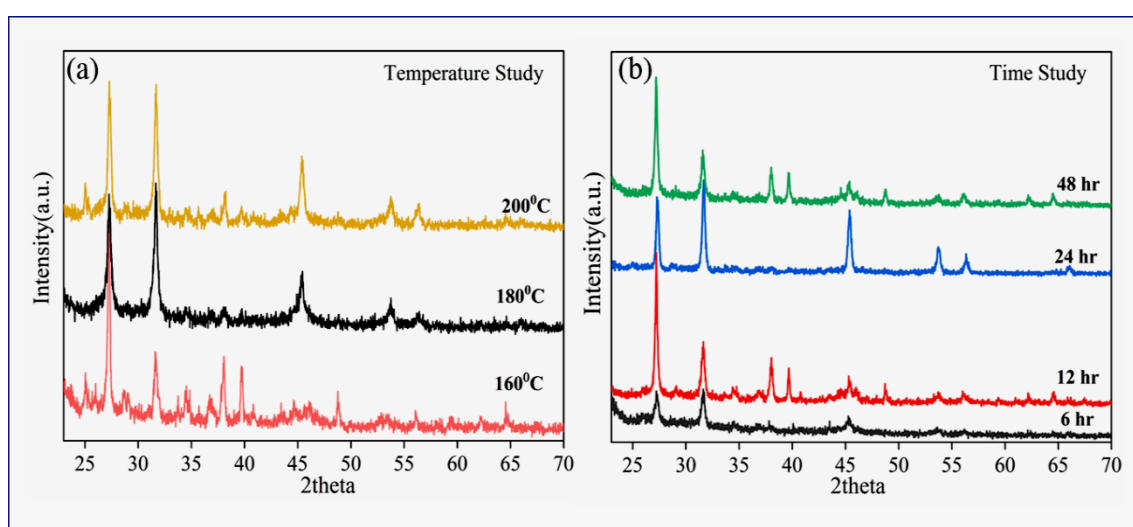 (a)
Temperature Study
200⁰C
180⁰C
160⁰C
Intensity(a.u.)
25 30 35 40 45 50 55 60 65 70
2theta
(b)
Time Study
48 hr
24 hr
12 hr
6 hr
Intensity(a.u.)
25 30 35 40 45 50 55 60 65 70
2theta